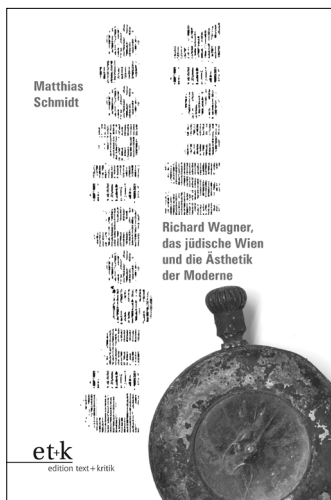 Matthias
Schmidt
Eingebildete
Musik
Richard Wagner,
das jüdische Wien
und die Ästhetik
der Moderne
et+k
edition text+kritik